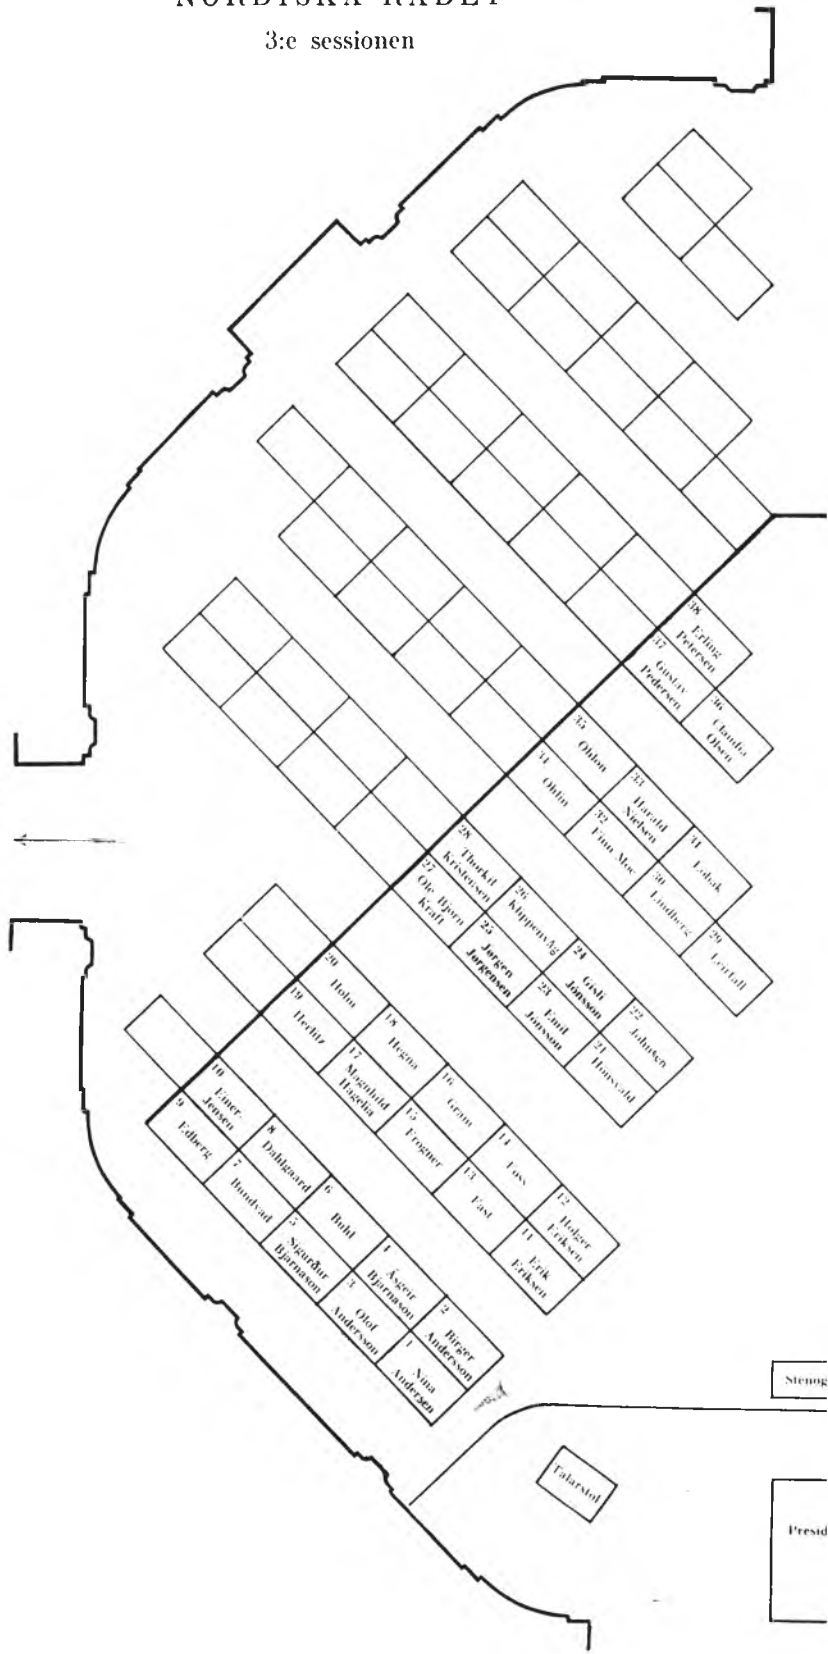 NORDISKA RÅDET
3:e sessionen
38
Erling
Petersen
37
Gustav
Pedersen
36
Claudia
Olsen
35
Ohlon
34
Ohlin
33
Harald
Nielsen
32
Finn Moe
31
Lobak
30
Lindberg
29
Leirfall
28
Thorkil
Kristensen
27
Ole Bjørn
Kraft
26
Klippenvåg
25
Jørgen
Jørgensen
24
Gísli
Jónsson
23
Emil
Jónsson
22
Johnsen
21
Honsvald
20
Holm
19
Herlitz
18
Hegna
17
Magnhild
Hagelia
16
Gram
15
Frogner
14
Foss
13
Fast
12
Holger
Eriksen
11
Erik
Eriksen
10
Einer-
Jensen
9
Edberg
8
Dahlgaard
7
Bundvad
6
Buhl
5
Sigurður
Bjarnason
4
Ásgeir
Bjarnason
3
Olof
Andersson
2
Birger
Andersson
1
Nina
Andersen
Stenog
Talarstol
Presid